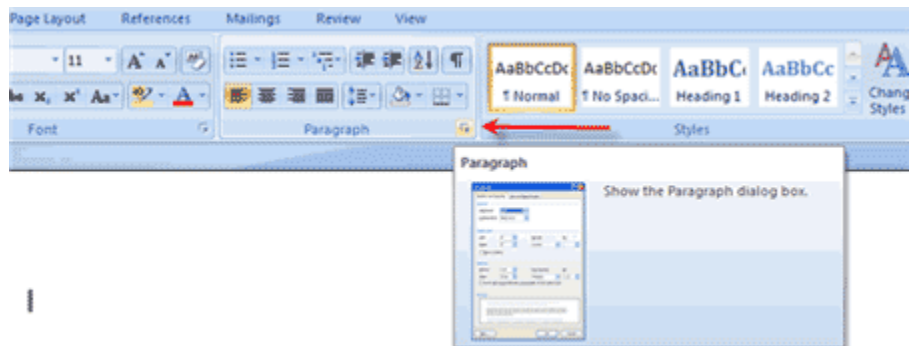 Page Layout References Mailings Review View
11 A A Aa A
x, x'
AaBbCcDc AaBbCcDc AaBbC AaBbCc
¶ Normal ¶ No Spaci... Heading 1 Heading 2 Chang
Styles
Font Paragraph Styles
Paragraph
Show the Paragraph dialog box.